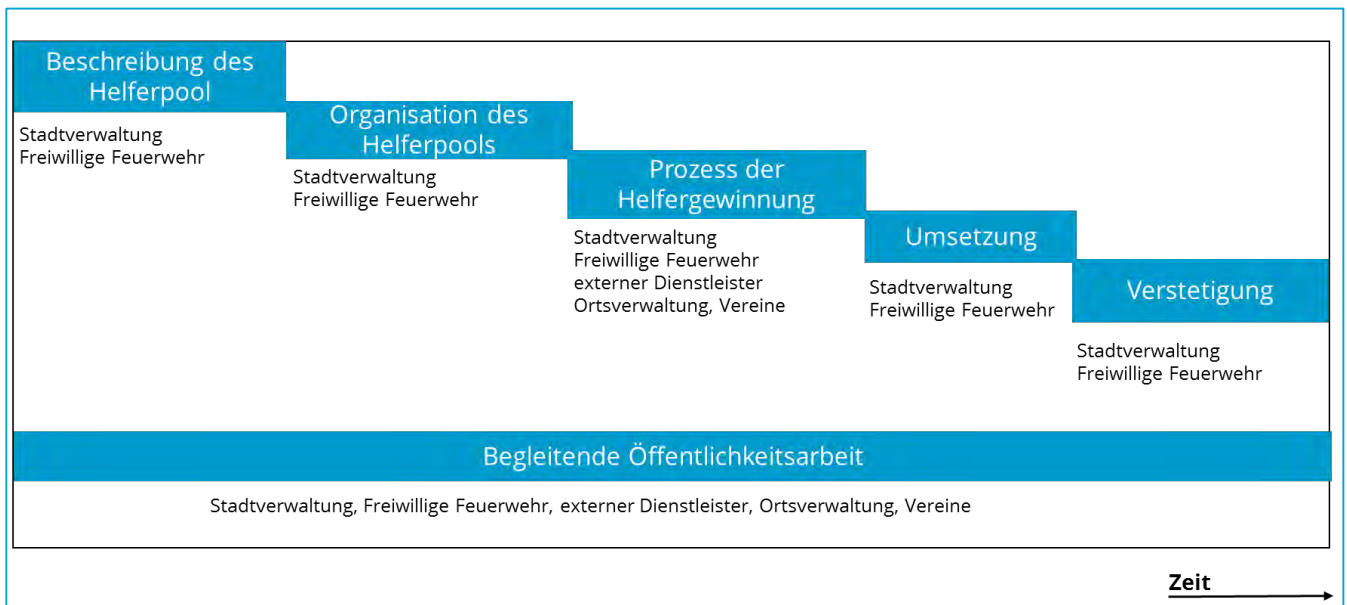 Beschreibung des
Helferpool
Stadtverwaltung
Freiwillige Feuerwehr
Organisation des
Helferpools
Stadtverwaltung
Freiwillige Feuerwehr
Prozess der
Helfergewinnung
Stadtverwaltung
Freiwillige Feuerwehr
externer Dienstleister
Ortsverwaltung, Vereine
Umsetzung
Stadtverwaltung
Freiwillige Feuerwehr
Verstetigung
Stadtverwaltung
Freiwillige Feuerwehr
Begleitende Öffentlichkeitsarbeit
Stadtverwaltung, Freiwillige Feuerwehr, externer Dienstleister, Ortsverwaltung, Vereine
Zeit